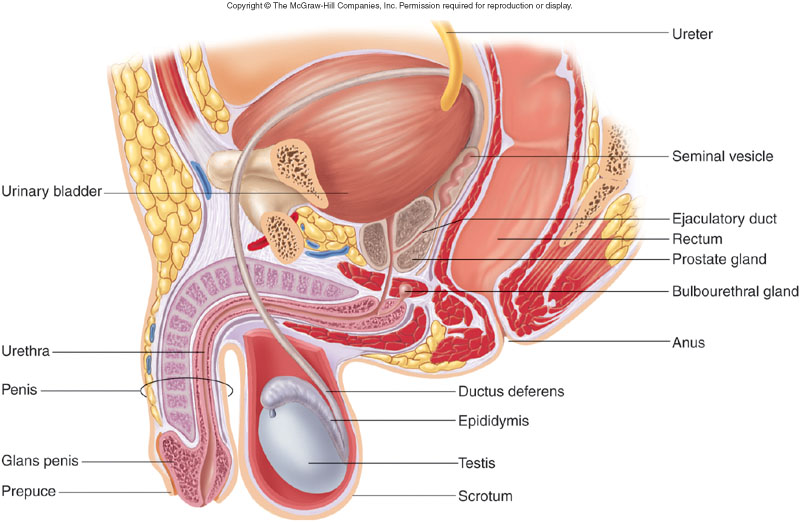 Copyright © The McGraw-Hill Companies, Inc. Permission required for reproduction or display.
Ureter
Seminal vesicle
Urinary bladder
Ejaculatory duct
Rectum
Prostate gland
Bulbourethral gland
Anus
Urethra
Penis
Ductus deferens
Epididymis
Glans penis
Testis
Prepuce
Scrotum